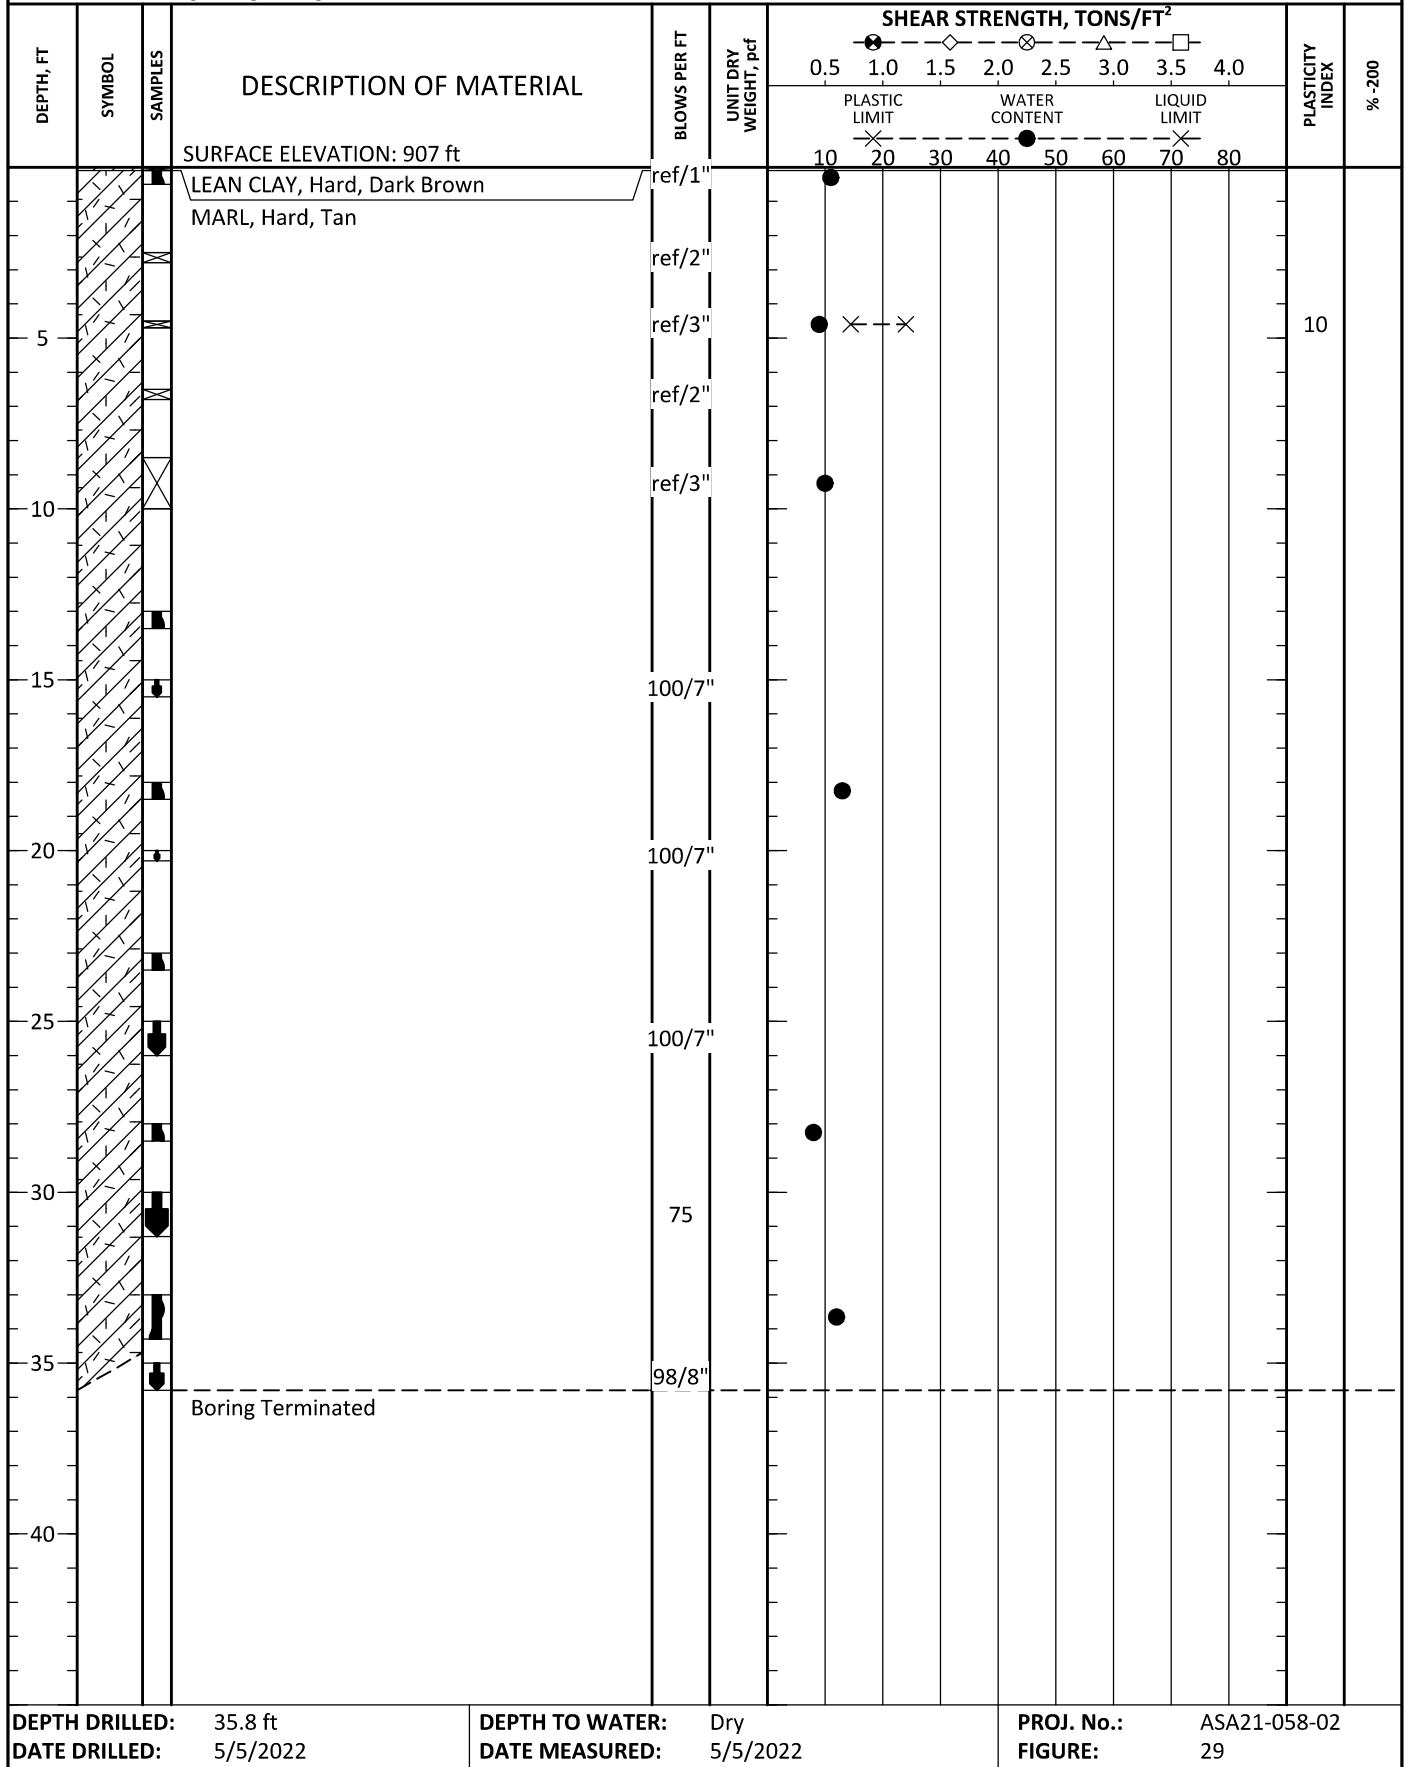 DEPTH, FT
SYMBOL
SAMPLES
DESCRIPTION OF MATERIAL
SURFACE ELEVATION: 907 ft
BLOWS PER FT
UNIT DRY
WEIGHT, pcf
SHEAR STRENGTH, TONS/FT²
0.5 1.0 1.5 2.0 2.5 3.0 3.5 4.0
PLASTIC
LIMIT
WATER
CONTENT
LIQUID
LIMIT
10 20 30 40 50 60 70 80
PLASTICITY
INDEX
% -200
LEAN CLAY, Hard, Dark Brown
ref/1"
MARL, Hard, Tan
ref/2"
ref/3"
10
5
ref/2"
ref/3"
10
15
100/7"
20
100/7"
25
100/7"
30
75
35
98/8"
Boring Terminated
40
DEPTH DRILLED: 35.8 ft
DATE DRILLED: 5/5/2022
DEPTH TO WATER: Dry
DATE MEASURED: 5/5/2022
PROJ. No.: ASA21-058-02
FIGURE: 29